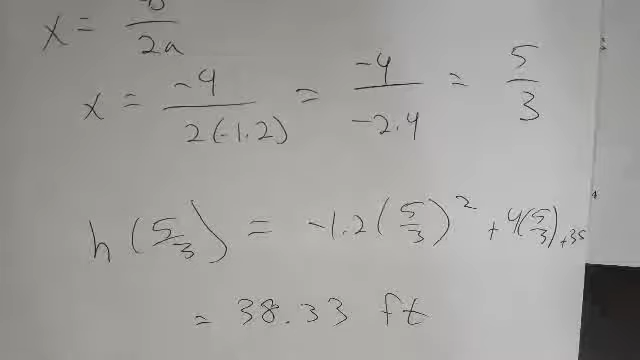 x = -b/2a
x = -4/2(-1.2) = -4/-2.4 = 5/3
h(5/3) = -1.2(5/3)² + 4(5/3) + 35
= 38.33 ft